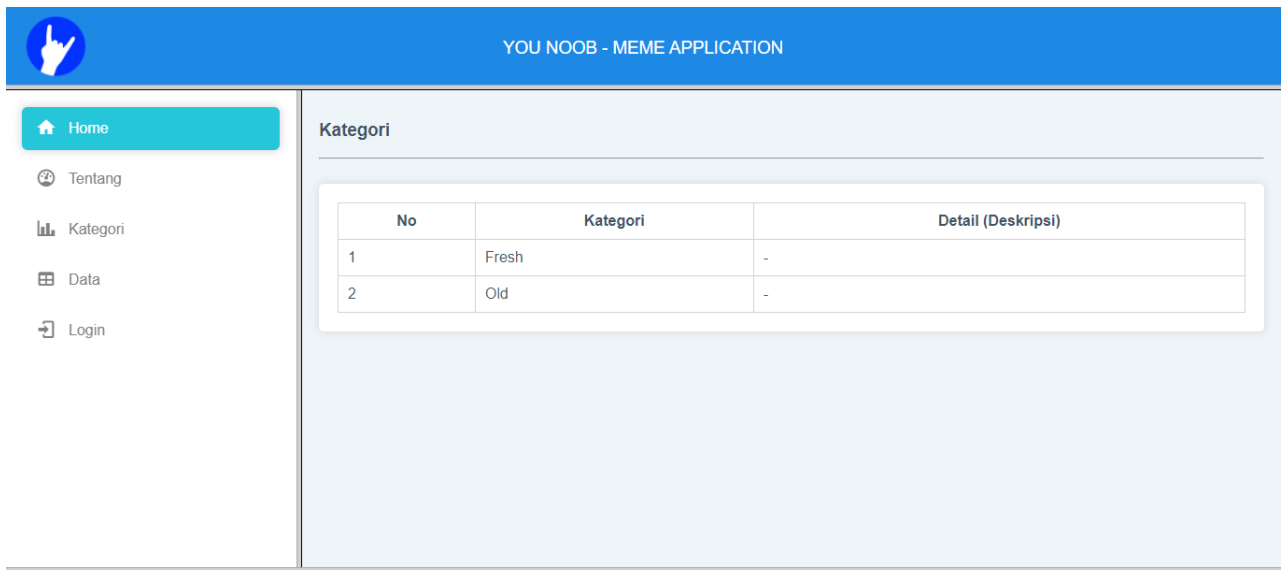 YOU NOOB - MEME APPLICATION
Home
Tentang
Kategori
Data
Login
Kategori
No Kategori Detail (Deskripsi)
1 Fresh -
2 Old -